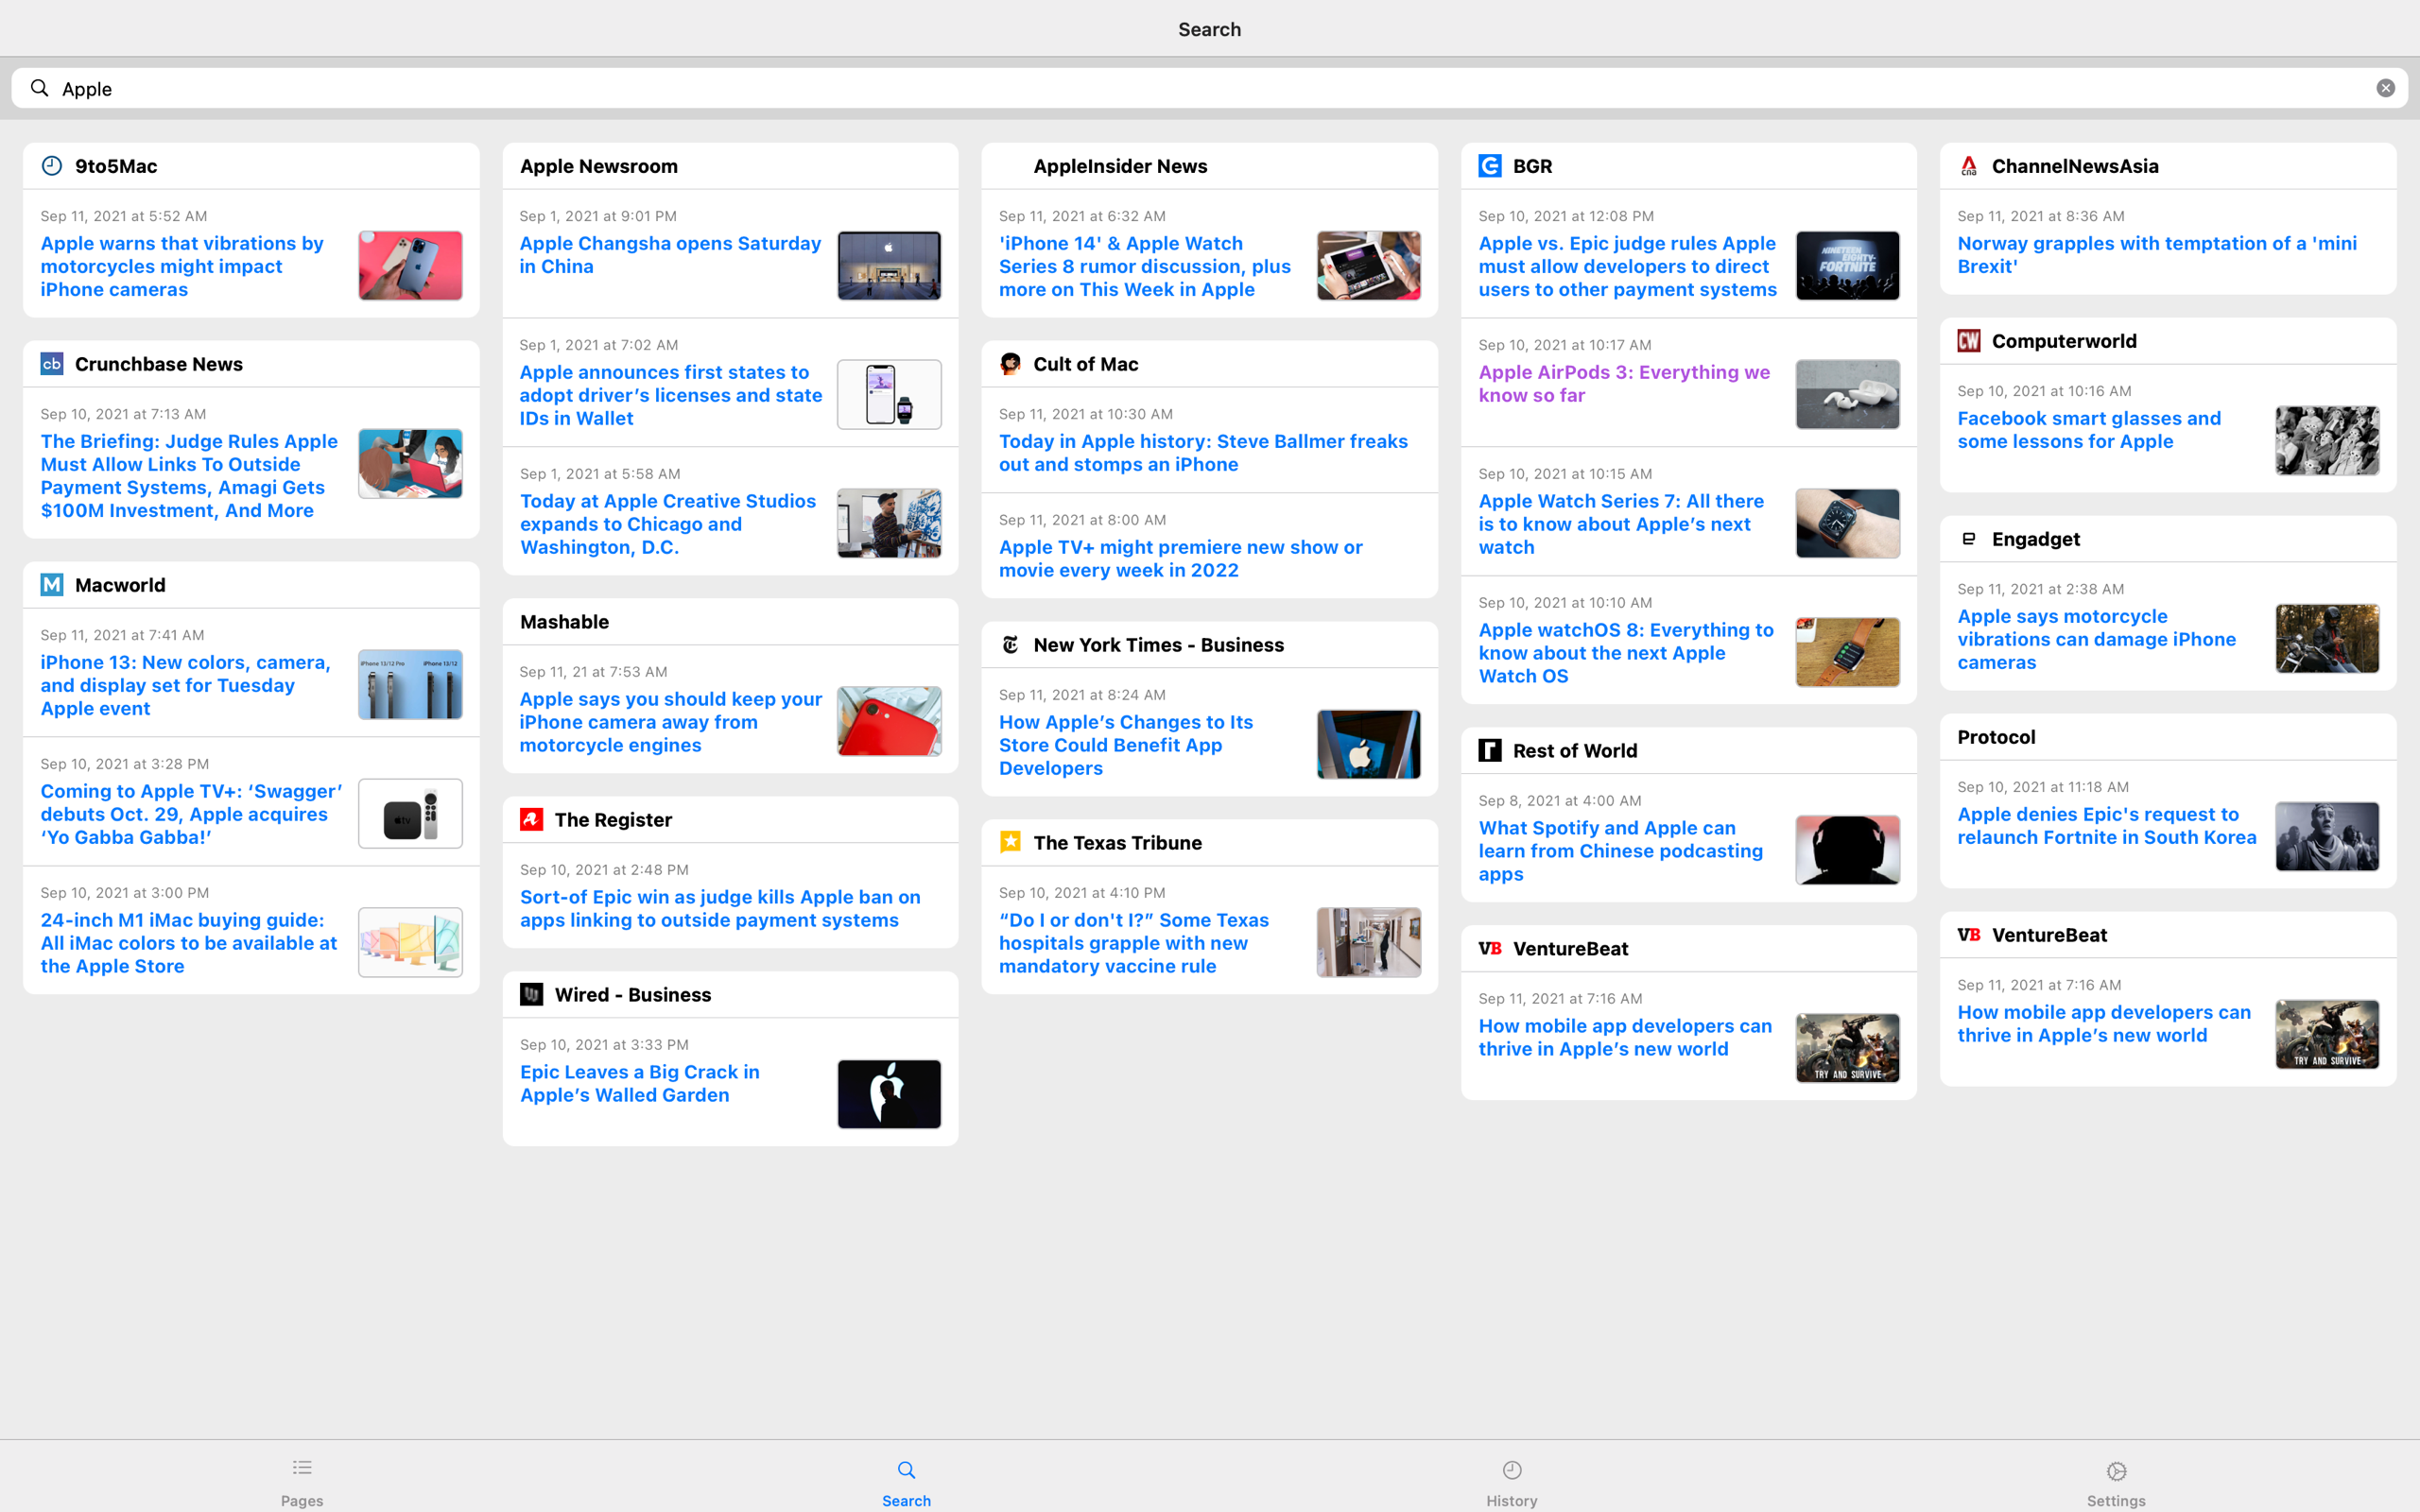 Search
Apple
9to5Mac
Sep 11, 2021 at 5:52 AM
Apple warns that vibrations by
motorcycles might impact
iPhone cameras
cb
Crunchbase News
Sep 10, 2021 at 7:13 AM
The Briefing: Judge Rules Apple
Must Allow Links To Outside
Payment Systems, Amagi Gets
$100M Investment, And More
M
Macworld
Sep 11, 2021 at 7:41 AM
iPhone 13: New colors, camera,
and display set for Tuesday
Apple event
iPhone 13/12 Pro iPhone 13/12
Sep 10, 2021 at 3:28 PM
Coming to Apple TV+: ‘Swagger’
debuts Oct. 29, Apple acquires
‘Yo Gabba Gabba!’
tv
Sep 10, 2021 at 3:00 PM
24-inch M1 iMac buying guide:
All iMac colors to be available at
the Apple Store
Apple Newsroom
Sep 1, 2021 at 9:01 PM
Apple Changsha opens Saturday
in China
Sep 1, 2021 at 7:02 AM
Apple announces first states to
adopt driver’s licenses and state
IDs in Wallet
Sep 1, 2021 at 5:58 AM
Today at Apple Creative Studios
expands to Chicago and
Washington, D.C.
Mashable
Sep 11, 21 at 7:53 AM
Apple says you should keep your
iPhone camera away from
motorcycle engines
The Register
Sep 10, 2021 at 2:48 PM
Sort-of Epic win as judge kills Apple ban on
apps linking to outside payment systems
Wired - Business
Sep 10, 2021 at 3:33 PM
Epic Leaves a Big Crack in
Apple’s Walled Garden
AppleInsider News
Sep 11, 2021 at 6:32 AM
'iPhone 14' & Apple Watch
Series 8 rumor discussion, plus
more on This Week in Apple
Cult of Mac
Sep 11, 2021 at 10:30 AM
Today in Apple history: Steve Ballmer freaks
out and stomps an iPhone
Sep 11, 2021 at 8:00 AM
Apple TV+ might premiere new show or
movie every week in 2022
New York Times - Business
Sep 11, 2021 at 8:24 AM
How Apple’s Changes to Its
Store Could Benefit App
Developers
The Texas Tribune
Sep 10, 2021 at 4:10 PM
“Do I or don't I?” Some Texas
hospitals grapple with new
mandatory vaccine rule
BGR
Sep 10, 2021 at 12:08 PM
Apple vs. Epic judge rules Apple
must allow developers to direct
users to other payment systems
NINETEEN
EIGHTY-
FORTNITE
Sep 10, 2021 at 10:17 AM
Apple AirPods 3: Everything we
know so far
Sep 10, 2021 at 10:15 AM
Apple Watch Series 7: All there
is to know about Apple’s next
watch
Sep 10, 2021 at 10:10 AM
Apple watchOS 8: Everything to
know about the next Apple
Watch OS
Rest of World
Sep 8, 2021 at 4:00 AM
What Spotify and Apple can
learn from Chinese podcasting
apps
VB
VentureBeat
Sep 11, 2021 at 7:16 AM
How mobile app developers can
thrive in Apple’s new world
TRY AND SURVIVE
cna
ChannelNewsAsia
Sep 11, 2021 at 8:36 AM
Norway grapples with temptation of a 'mini
Brexit'
CW
Computerworld
Sep 10, 2021 at 10:16 AM
Facebook smart glasses and
some lessons for Apple
Engadget
Sep 11, 2021 at 2:38 AM
Apple says motorcycle
vibrations can damage iPhone
cameras
Protocol
Sep 10, 2021 at 11:18 AM
Apple denies Epic's request to
relaunch Fortnite in South Korea
VB
VentureBeat
Sep 11, 2021 at 7:16 AM
How mobile app developers can
thrive in Apple’s new world
TRY AND SURVIVE
Pages
Search
History
Settings